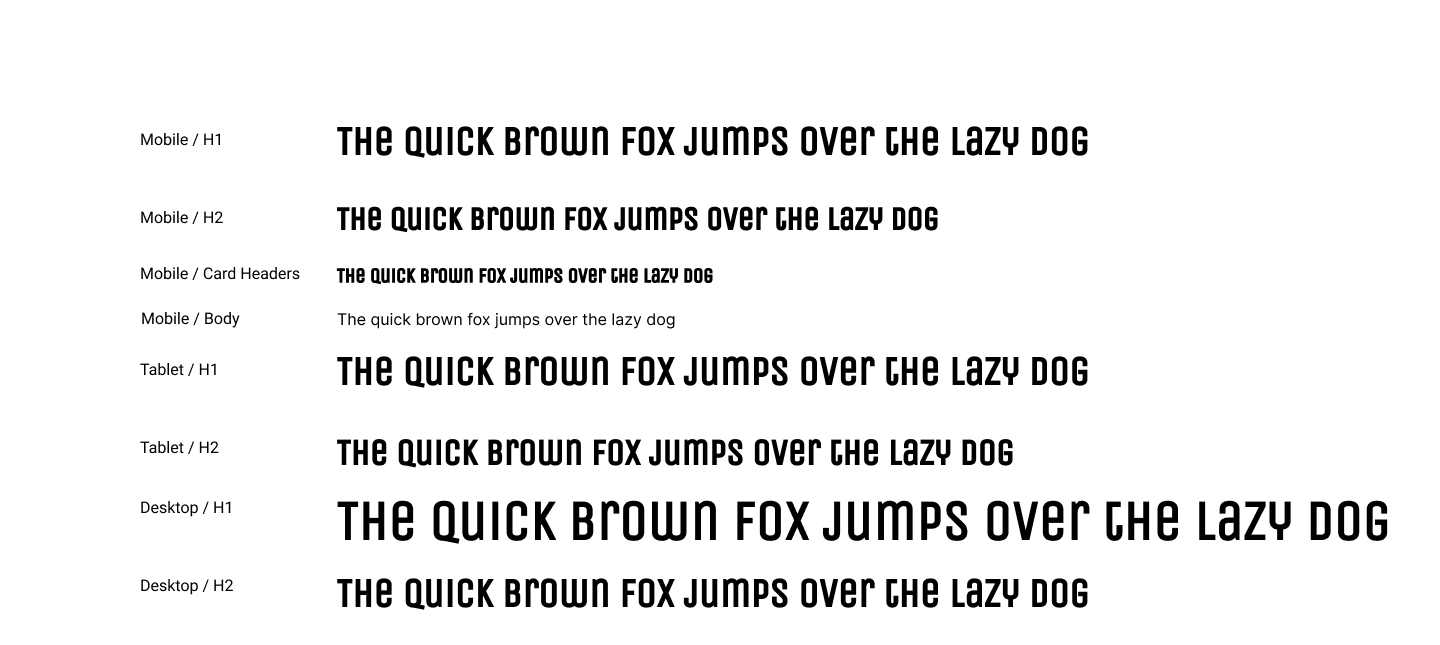 Mobile / H1 The quick brown fox jumps over the lazy dog
Mobile / H2 The quick brown fox jumps over the lazy dog
Mobile / Card Headers The quick brown fox jumps over the lazy dog
Mobile / Body The quick brown fox jumps over the lazy dog
Tablet / H1 The quick brown fox jumps over the lazy dog
Tablet / H2 The quick brown fox jumps over the lazy dog
Desktop / H1 The quick brown fox jumps over the lazy dog
Desktop / H2 The quick brown fox jumps over the lazy dog